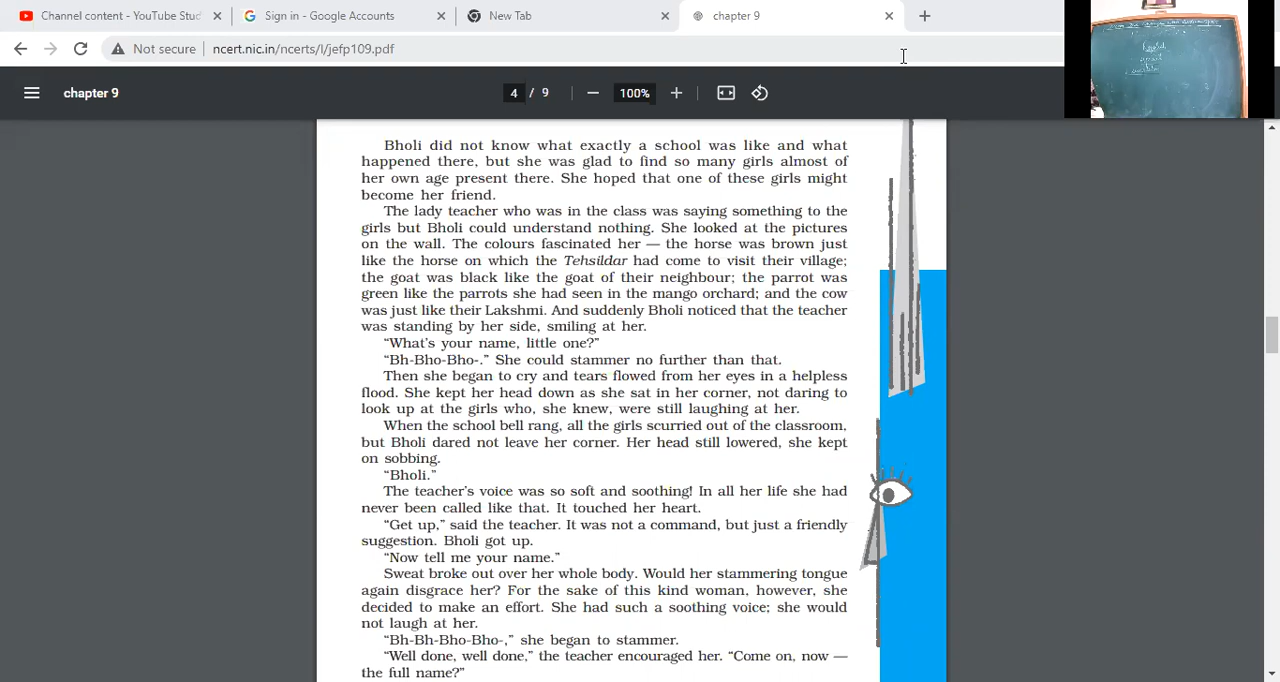 Channel content - YouTube Stu
Sign in - Google Accounts
New Tab
chapter 9
Not secure
ncert.nic.in/ncerts/l/jefp109.pdf
chapter 9
4 / 9
100%
Bholi did not know what exactly a school was like and what
happened there, but she was glad to find so many girls almost of
her own age present there. She hoped that one of these girls might
become her friend.
The lady teacher who was in the class was saying something to the
girls but Bholi could understand nothing. She looked at the pictures
on the wall. The colours fascinated her — the horse was brown just
like the horse on which the Tehsildar had come to visit their village;
the goat was black like the goat of their neighbour; the parrot was
green like the parrots she had seen in the mango orchard; and the cow
was just like their Lakshmi. And suddenly Bholi noticed that the teacher
was standing by her side, smiling at her.
“What’s your name, little one?”
“Bh-Bho-Bho-.” She could stammer no further than that.
Then she began to cry and tears flowed from her eyes in a helpless
flood. She kept her head down as she sat in her corner, not daring to
look up at the girls who, she knew, were still laughing at her.
When the school bell rang, all the girls scurried out of the classroom,
but Bholi dared not leave her corner. Her head still lowered, she kept
on sobbing.
“Bholi.”
The teacher’s voice was so soft and soothing! In all her life she had
never been called like that. It touched her heart.
“Get up,” said the teacher. It was not a command, but just a friendly
suggestion. Bholi got up.
“Now tell me your name.”
Sweat broke out over her whole body. Would her stammering tongue
again disgrace her? For the sake of this kind woman, however, she
decided to make an effort. She had such a soothing voice; she would
not laugh at her.
“Bh-Bh-Bho-Bho-,” she began to stammer.
“Well done, well done,” the teacher encouraged her. “Come on, now —
the full name?”